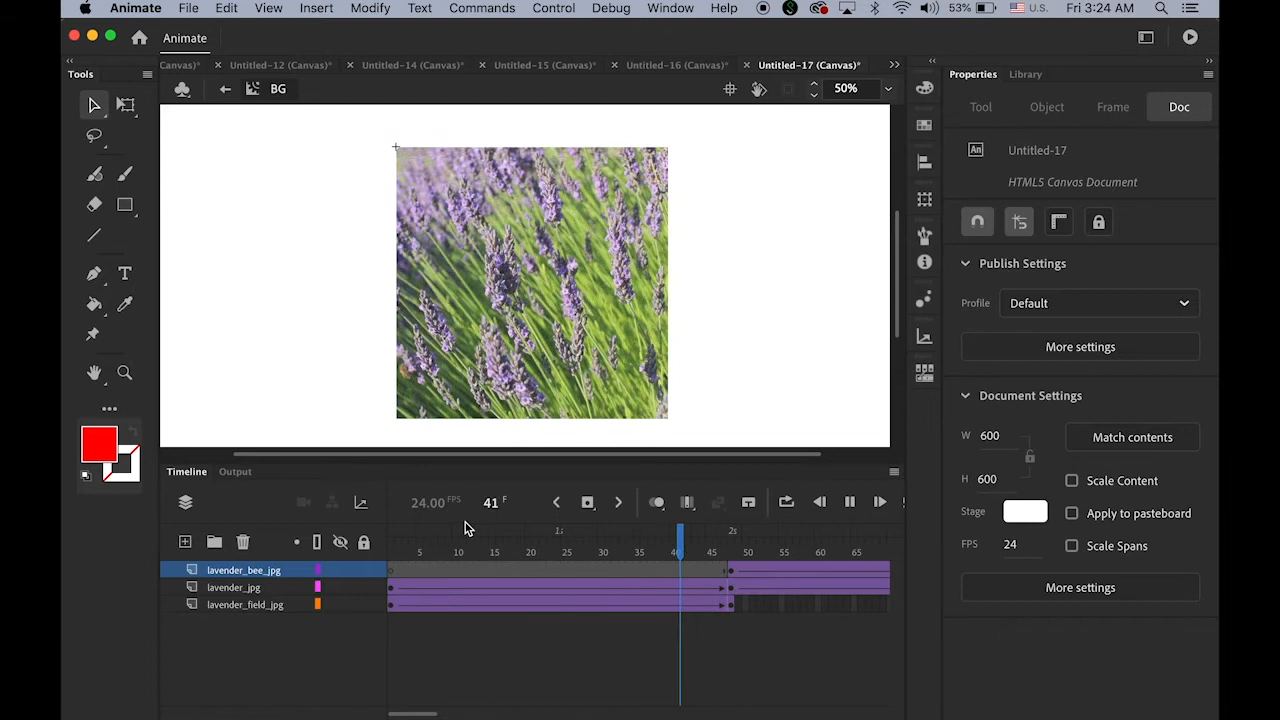 Animate File Edit View Insert Modify Text Commands Control Debug Window Help 53% U.S. Fri 3:24 AM
Animate
Tools
Canvas)* × Untitled-12 (Canvas)* × Untitled-14 (Canvas)* × Untitled-15 (Canvas)* × Untitled-16 (Canvas)* × Untitled-17 (Canvas)*
BG
50%
Properties Library
Tool Object Frame Doc
An Untitled-17
HTML5 Canvas Document
Publish Settings
Profile Default
More settings
Document Settings
W 600 Match contents
H 600 Scale Content
Stage Apply to pasteboard
FPS 24 Scale Spans
More settings
T
Timeline Output
24.00 FPS 41 F
1s 2s
5 10 15 20 25 30 35 40 45 50 55 60 65
lavender_bee_jpg
lavender_jpg
lavender_field_jpg